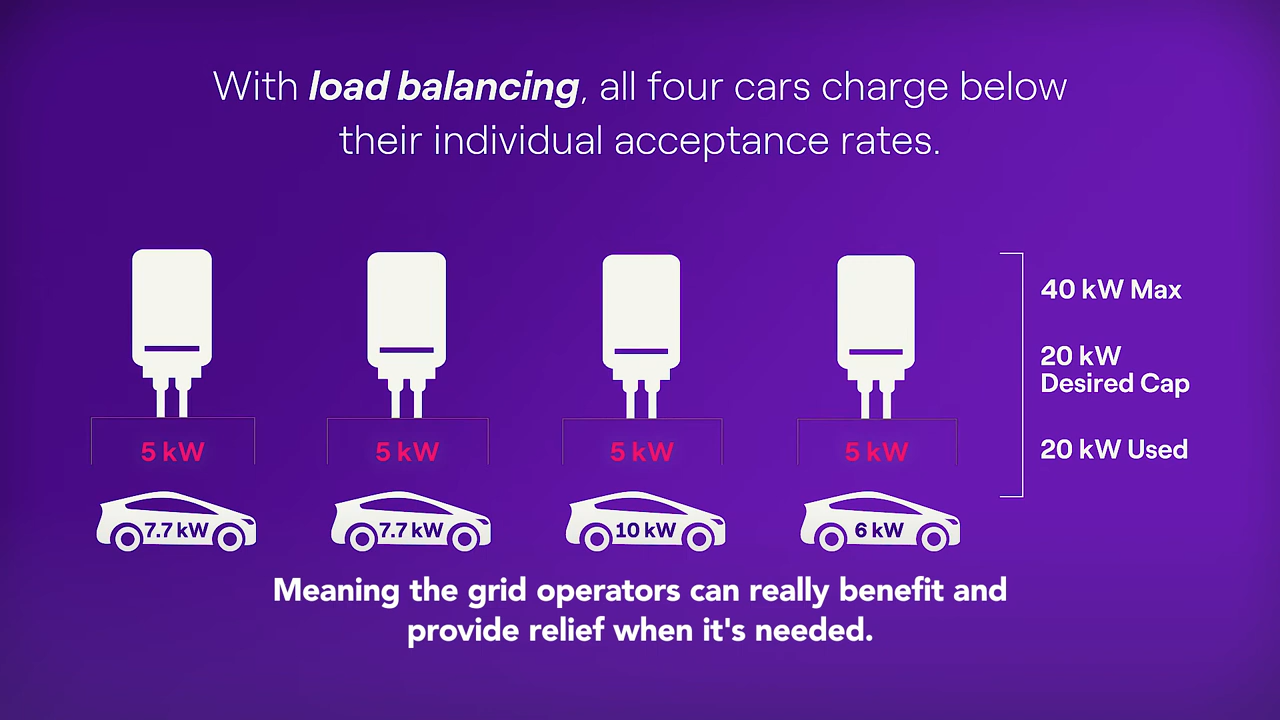 With load balancing, all four cars charge below
their individual acceptance rates.
40 kW Max
20 kW
Desired Cap
20 kW Used
5 kW
5 kW
5 kW
5 kW
7.7 kW
7.7 kW
10 kW
6 kW
Meaning the grid operators can really benefit and
provide relief when it's needed.